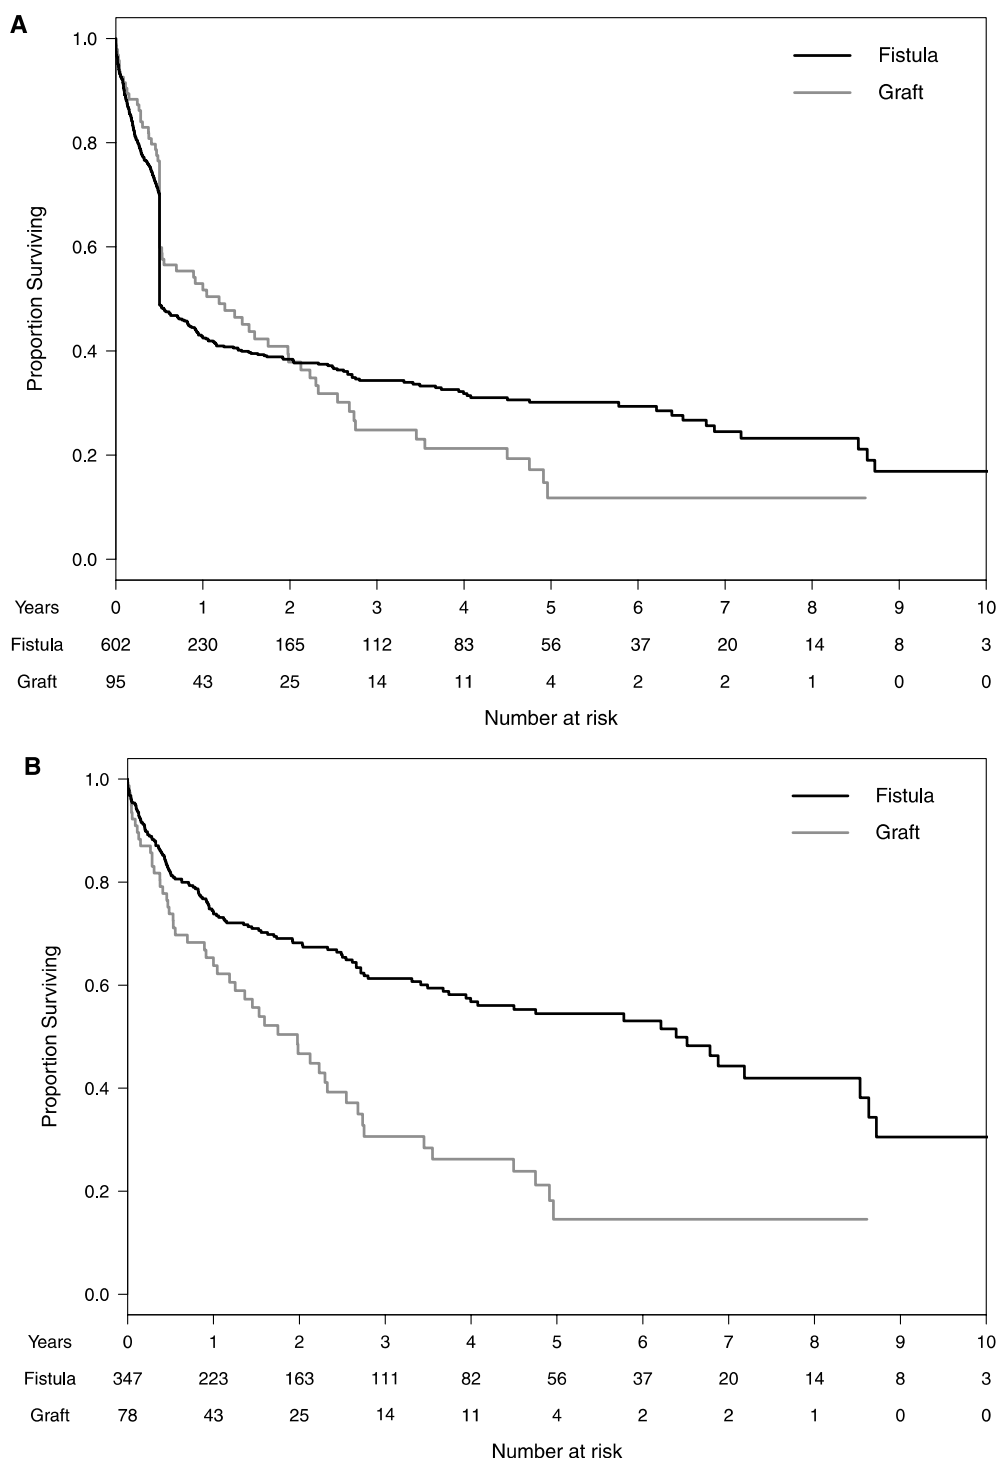 A
Fistula
Graft
Proportion Surviving
1.0
0.8
0.6
0.4
0.2
0.0
Years 0 1 2 3 4 5 6 7 8 9 10
Fistula 602 230 165 112 83 56 37 20 14 8 3
Graft 95 43 25 14 11 4 2 2 1 0 0
Number at risk
B
Fistula
Graft
Proportion Surviving
1.0
0.8
0.6
0.4
0.2
0.0
Years 0 1 2 3 4 5 6 7 8 9 10
Fistula 347 223 163 111 82 56 37 20 14 8 3
Graft 78 43 25 14 11 4 2 2 1 0 0
Number at risk